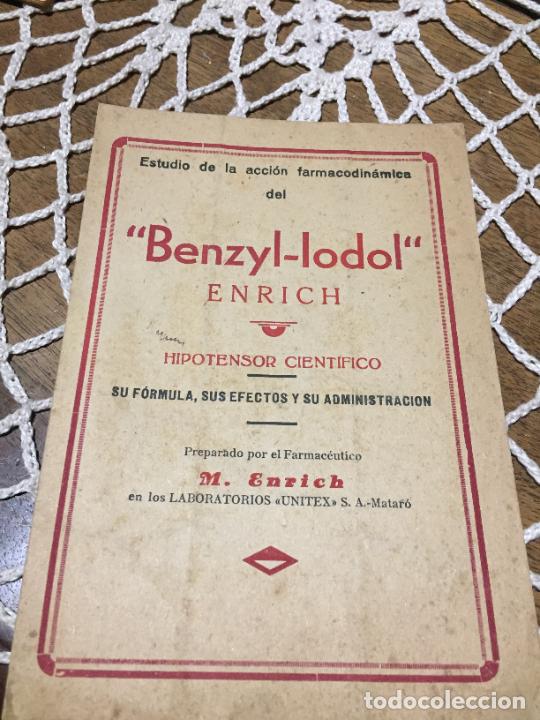 Estudio de la acción farmacodinámica
del
"Benzyl-Iodol"
ENRICH
HIPOTENSOR CIENTÍFICO
SU FÓRMULA, SUS EFECTOS Y SU ADMINISTRACION
Preparado por el Farmacéutico
M. Enrich
en los LABORATORIOS «UNITEX» S. A.-Mataró
todocoleccion.net